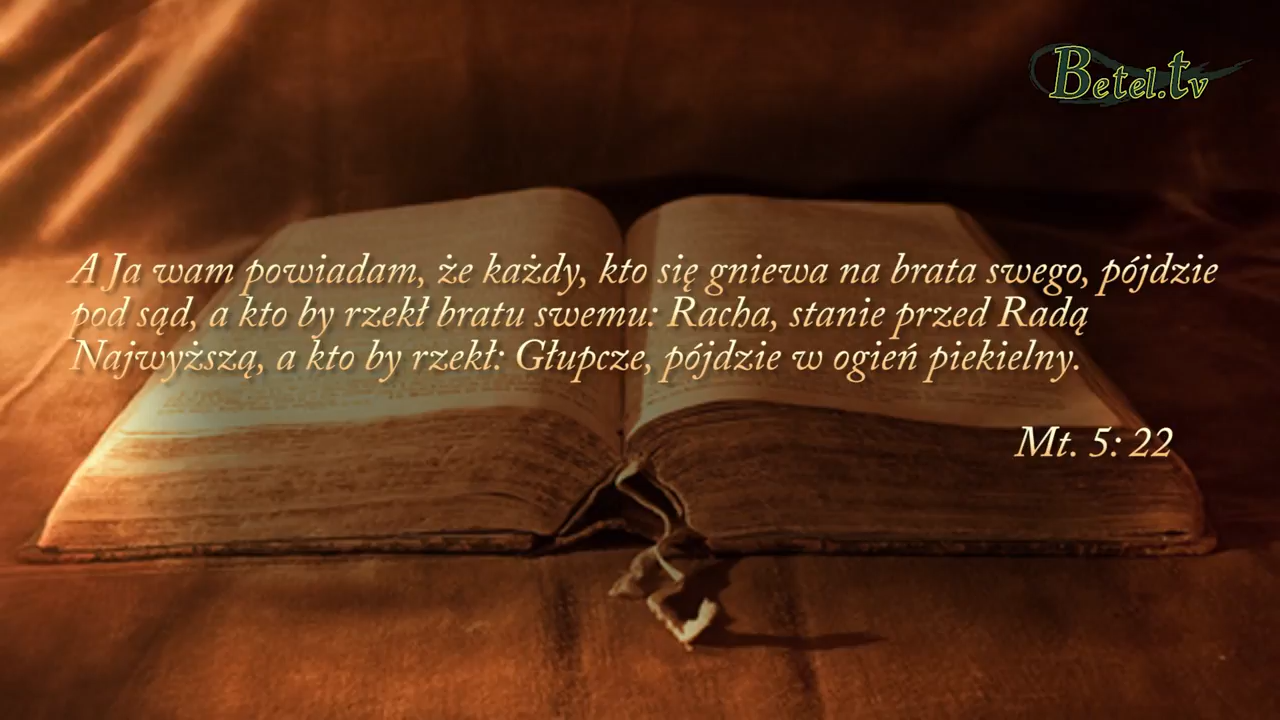 Betel.tv
A Ja wam powiadam, że każdy, kto się gniewa na brata swego, pójdzie
pod sąd, a kto by rzekł bratu swemu: Racha, stanie przed Radą
Najwyższą, a kto by rzekł: Głupcze, pójdzie w ogień piekielny.
Mt. 5: 22